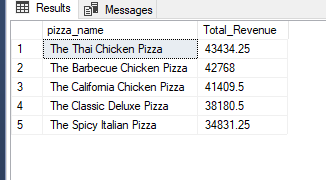 Results Messages
pizza_name Total_Revenue
1 The Thai Chicken Pizza 43434.25
2 The Barbecue Chicken Pizza 42768
3 The California Chicken Pizza 41409.5
4 The Classic Deluxe Pizza 38180.5
5 The Spicy Italian Pizza 34831.25